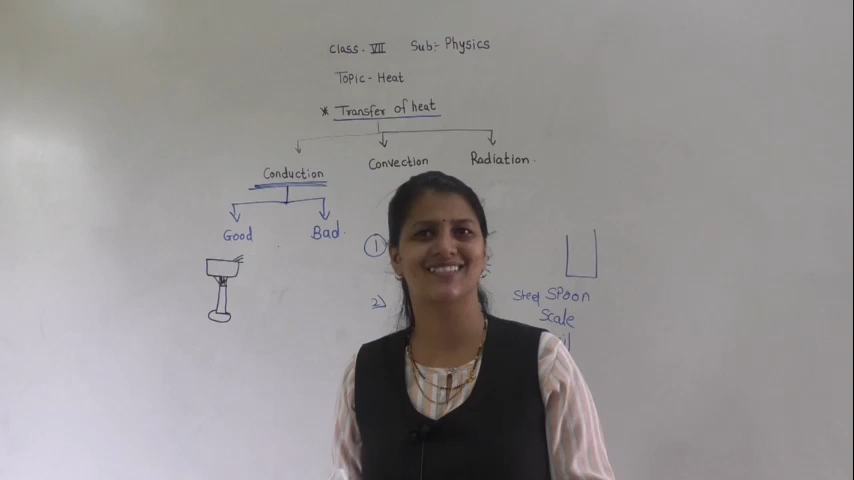 Class - VII Sub:- Physics
Topic - Heat
* Transfer of heat
Conduction Convection Radiation.
Good Bad.
1
2)
Steel Spoon
Scale